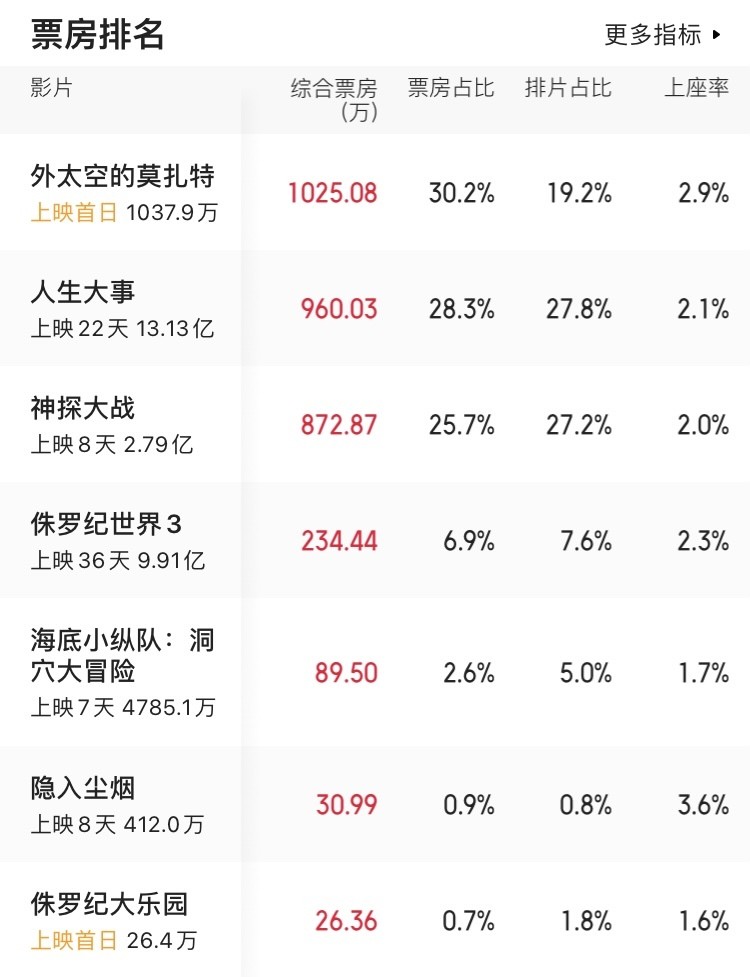 票房排名 更多指标 ▶
影片 综合票房(万) 票房占比 排片占比 上座率
外太空的莫扎特 1025.08 30.2% 19.2% 2.9%
上映首日 1037.9万
人生大事 960.03 28.3% 27.8% 2.1%
上映22天 13.13亿
神探大战 872.87 25.7% 27.2% 2.0%
上映8天 2.79亿
侏罗纪世界3 234.44 6.9% 7.6% 2.3%
上映36天 9.91亿
海底小纵队：洞
穴大冒险 89.50 2.6% 5.0% 1.7%
上映7天 4785.1万
隐入尘烟 30.99 0.9% 0.8% 3.6%
上映8天 412.0万
侏罗纪大乐园 26.36 0.7% 1.8% 1.6%
上映首日 26.4万